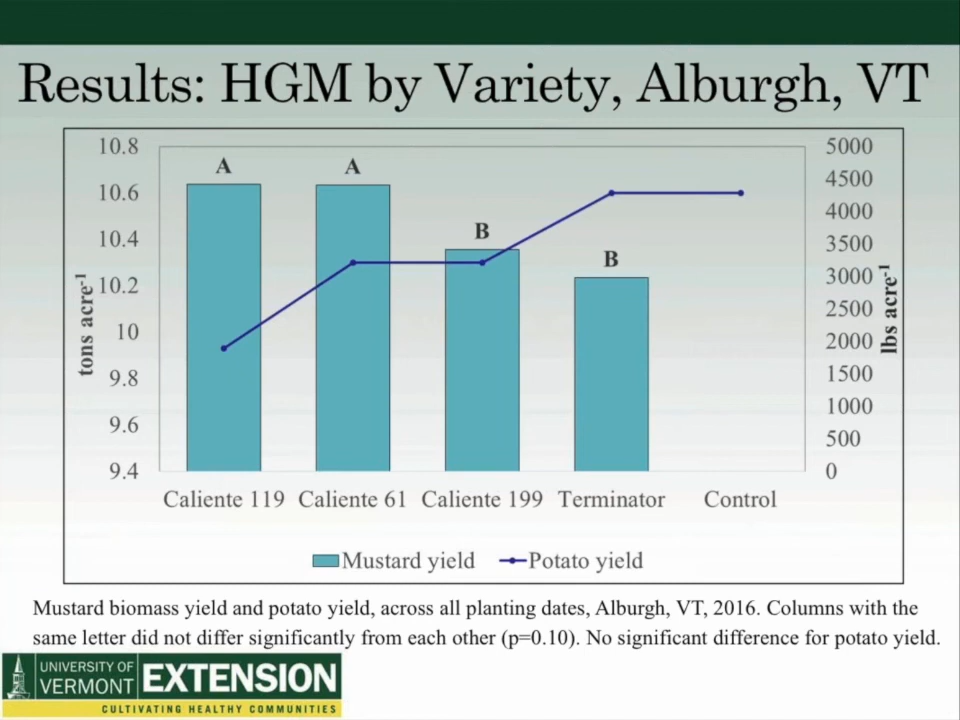 Results: HGM by Variety, Alburgh, VT
10.8
10.6
10.4
10.2
10
9.8
9.6
9.4
tons acre-1
A
A
B
B
5000
4500
4000
3500
3000
2500
2000
1500
1000
500
0
lbs acre-1
Caliente 119 Caliente 61 Caliente 199 Terminator Control
Mustard yield Potato yield
Mustard biomass yield and potato yield, across all planting dates, Alburgh, VT, 2016. Columns with the
same letter did not differ significantly from each other (p=0.10). No significant difference for potato yield.
UNIVERSITY OF
VERMONT
EXTENSION
CULTIVATING HEALTHY COMMUNITIES